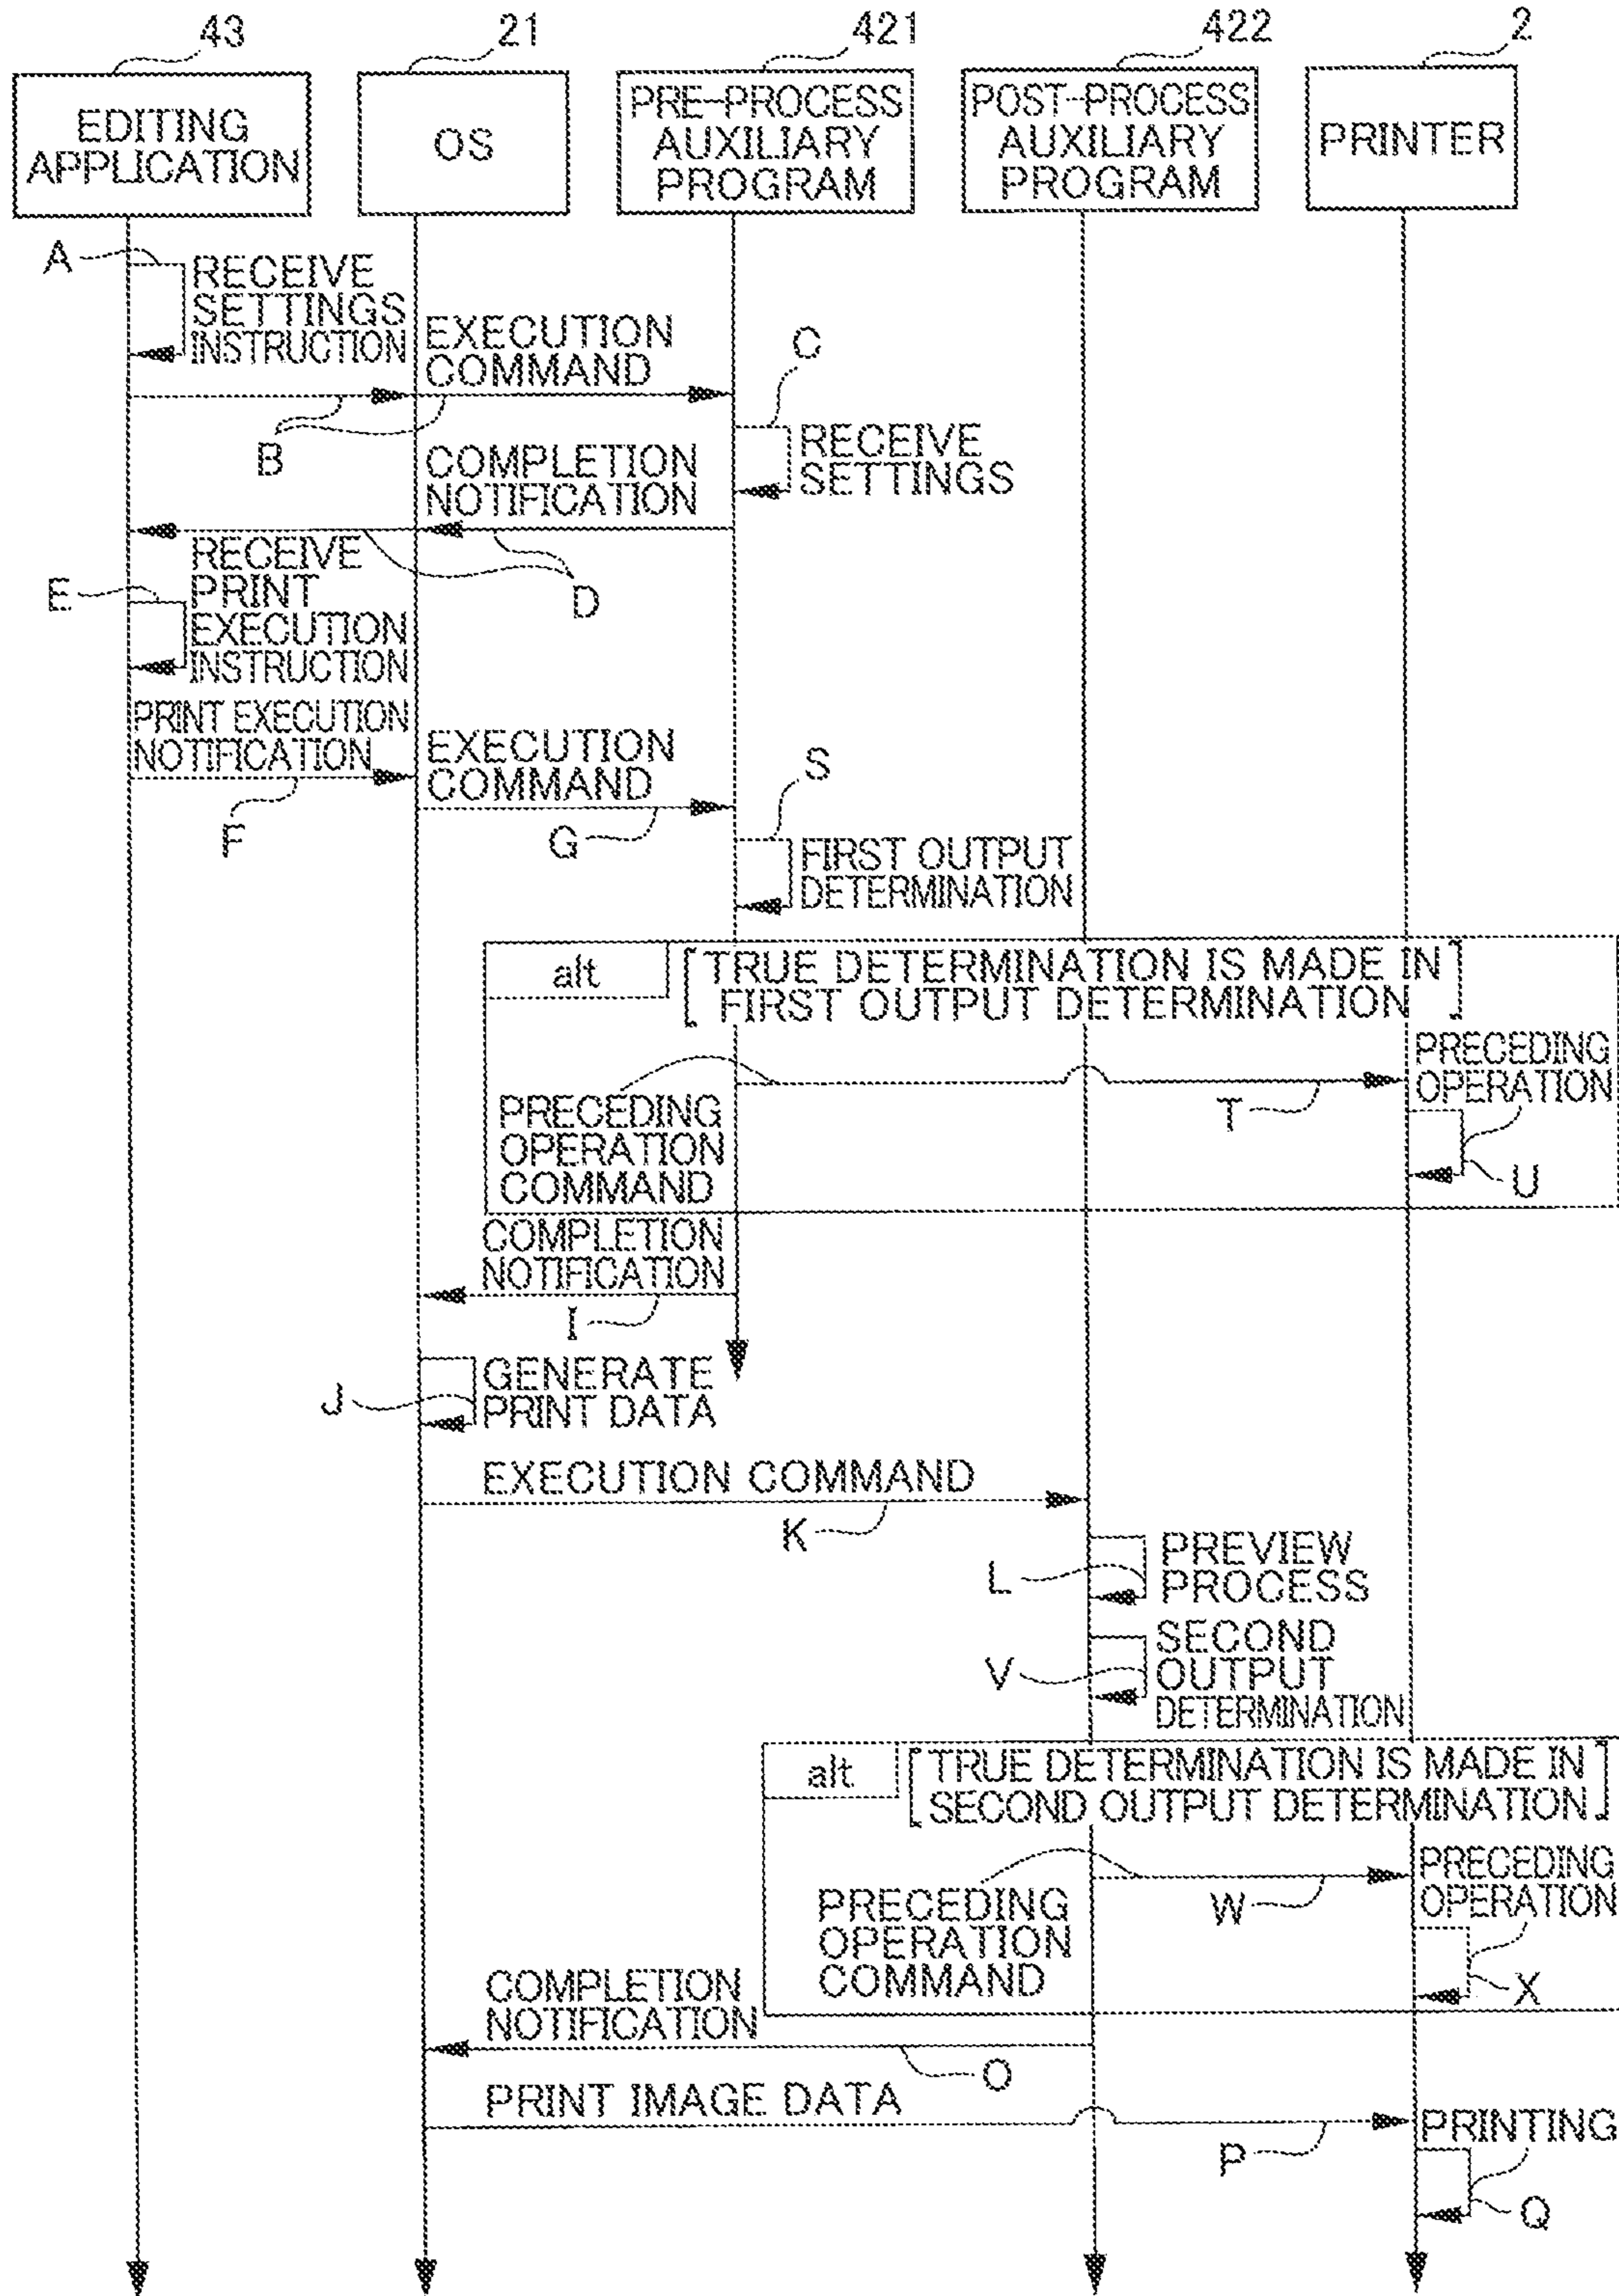 43
21
421
422
2
EDITING
APPLICATION
OS
PRE-PROCESS
AUXILIARY
PROGRAM
POST-PROCESS
AUXILIARY
PROGRAM
PRINTER
A
RECEIVE
SETTINGS
INSTRUCTION
EXECUTION
COMMAND
B
C
RECEIVE
SETTINGS
COMPLETION
NOTIFICATION
D
E
RECEIVE
PRINT
EXECUTION
INSTRUCTION
PRINT EXECUTION
NOTIFICATION
F
EXECUTION
COMMAND
G
S
FIRST OUTPUT
DETERMINATION
alt
[TRUE DETERMINATION IS MADE IN
FIRST OUTPUT DETERMINATION]
PRECEDING
OPERATION
COMMAND
T
PRECEDING
OPERATION
U
COMPLETION
NOTIFICATION
I
J
GENERATE
PRINT DATA
EXECUTION COMMAND
K
L
PREVIEW
PROCESS
V
SECOND
OUTPUT
DETERMINATION
alt
[TRUE DETERMINATION IS MADE IN
SECOND OUTPUT DETERMINATION]
PRECEDING
OPERATION
COMMAND
W
PRECEDING
OPERATION
X
COMPLETION
NOTIFICATION
O
PRINT IMAGE DATA
P
PRINTING
Q